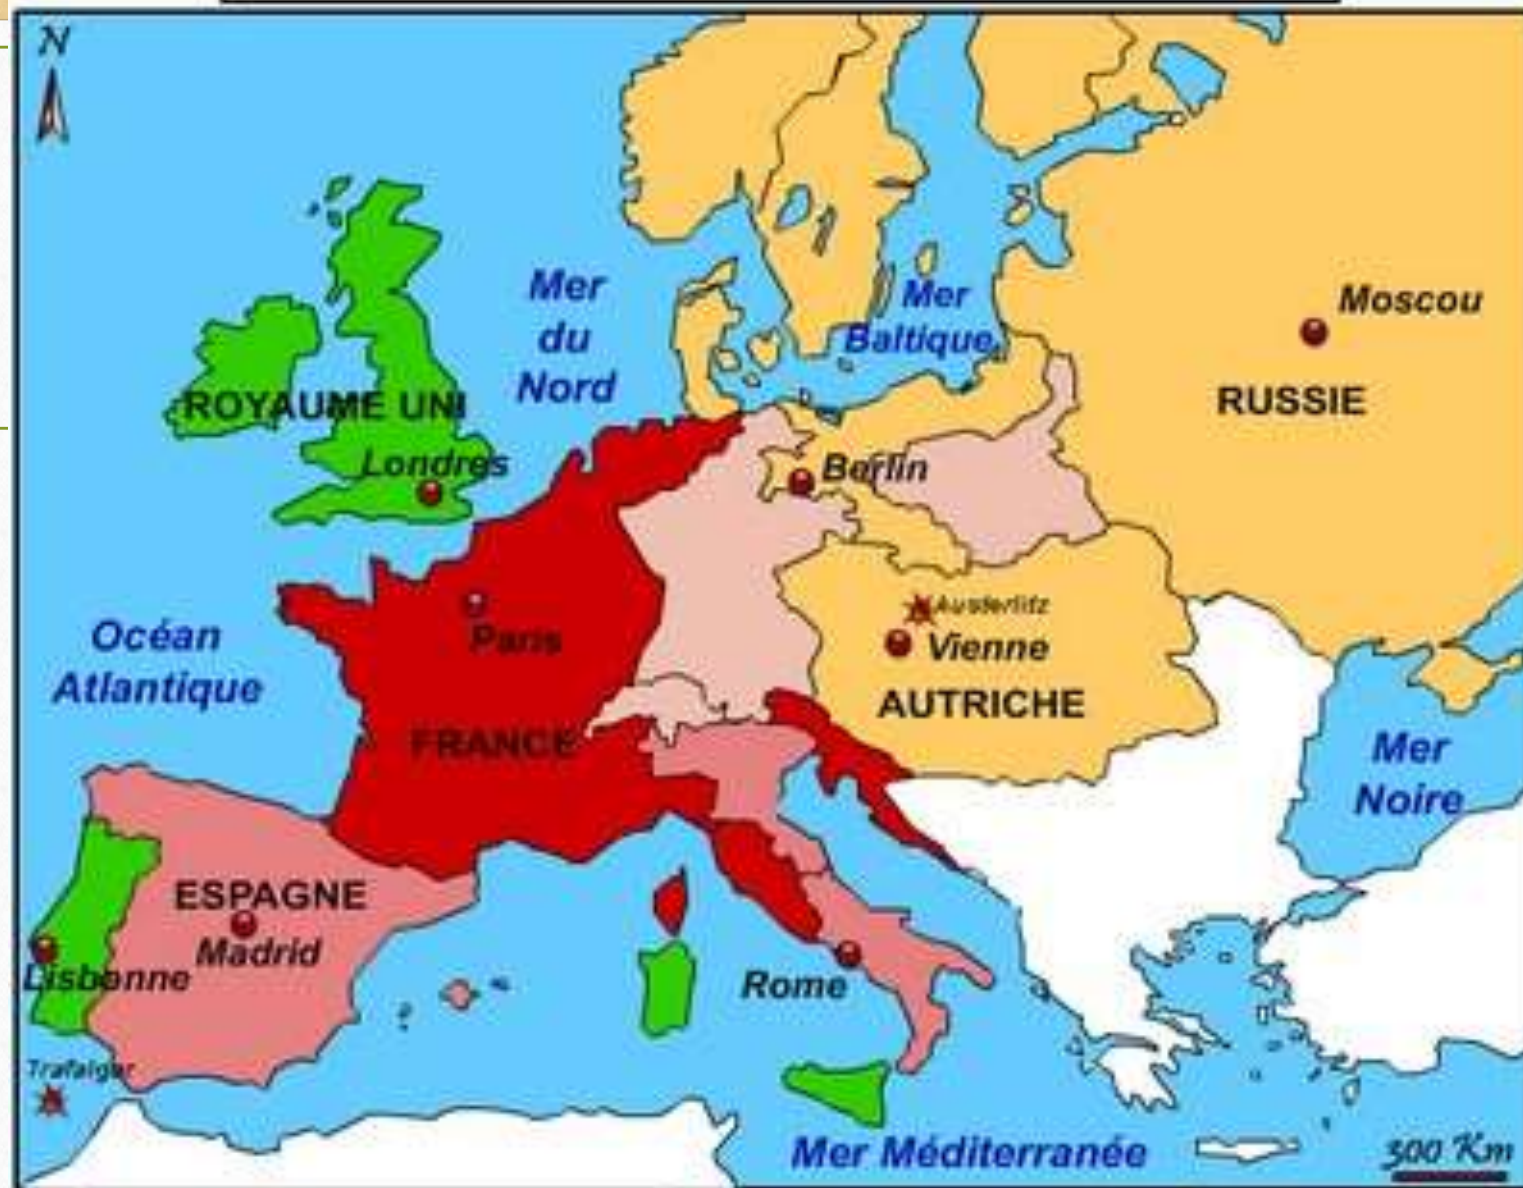 N
Mer
du
Nord
Mer
Baltique
Moscou
RUSSIE
ROYAUME UNI
Londres
Berlin
Océan
Atlantique
Paris
FRANCE
Austerlitz
Vienne
AUTRICHE
Mer
Noire
ESPAGNE
Madrid
Lisbonne
Rome
Trafalgar
Mer Méditerranée
300 Km